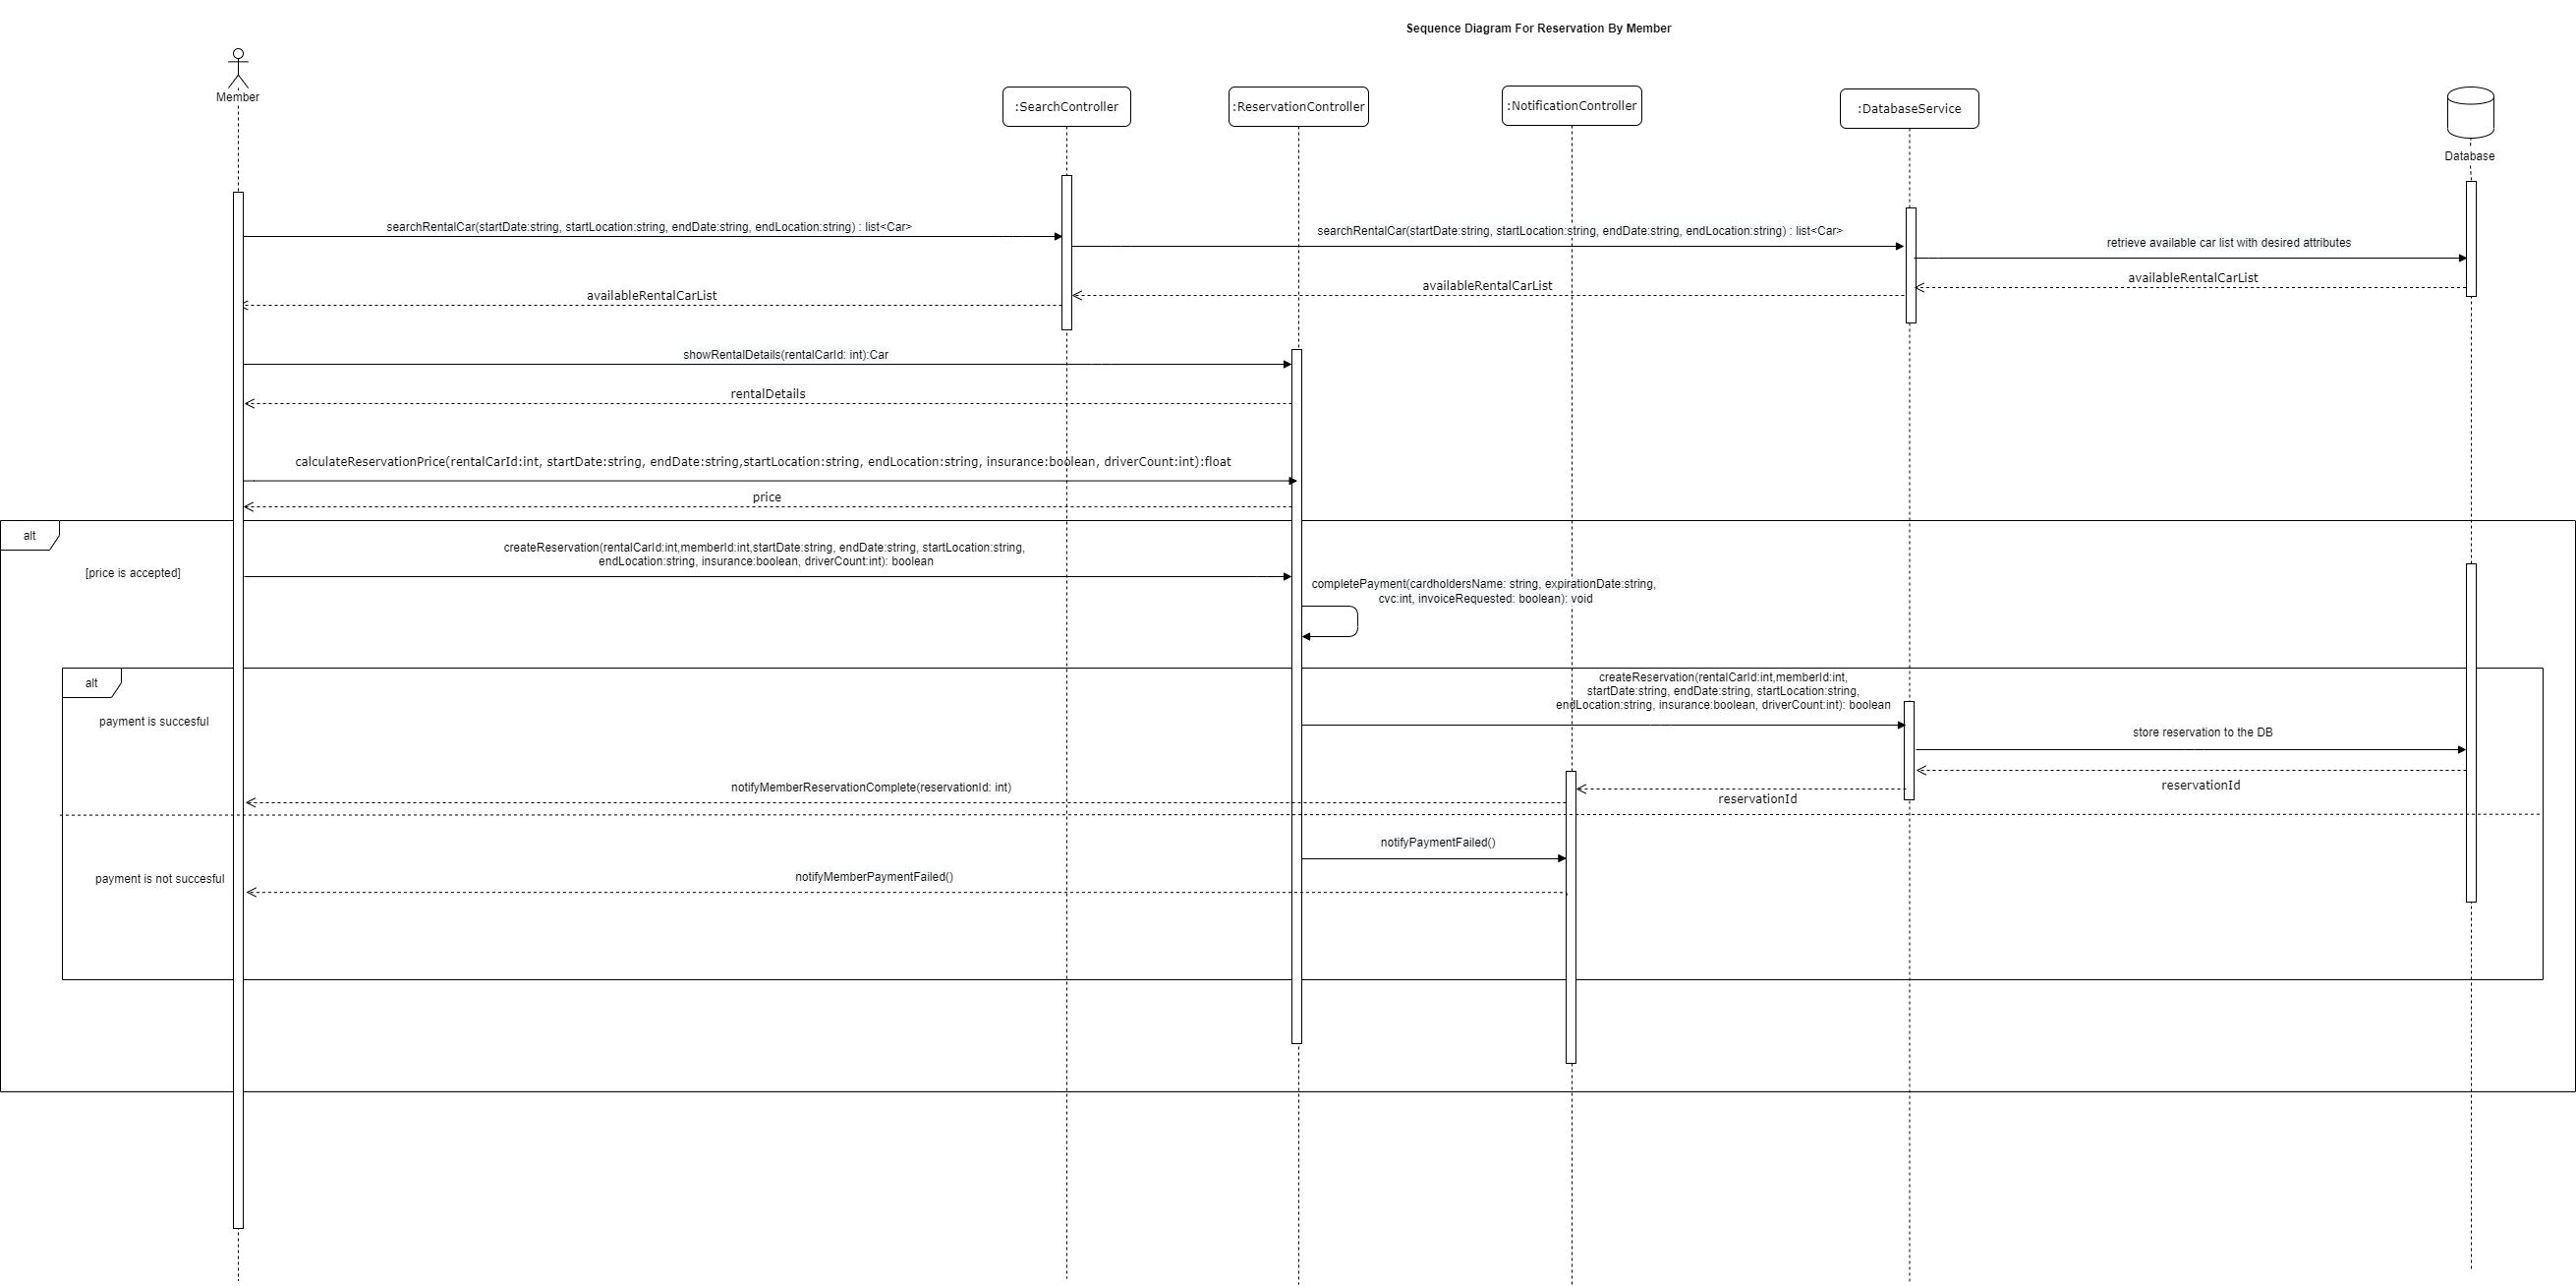 Sequence Diagram For Reservation By Member
Member
:SearchController
:ReservationController
:NotificationController
:DatabaseService
Database
searchRentalCar(startDate:string, startLocation:string, endDate:string, endLocation:string) : list<Car>
searchRentalCar(startDate:string, startLocation:string, endDate:string, endLocation:string) : list<Car>
retrieve available car list with desired attributes
availableRentalCarList
availableRentalCarList
availableRentalCarList
showRentalDetails(rentalCarId: int):Car
rentalDetails
calculateReservationPrice(rentalCarId:int, startDate:string, endDate:string,startLocation:string, endLocation:string, insurance:boolean, driverCount:int):float
price
alt
[price is accepted]
createReservation(rentalCarId:int,memberId:int,startDate:string, endDate:string, startLocation:string,
endLocation:string, insurance:boolean, driverCount:int): boolean
completePayment(cardholdersName: string, expirationDate:string,
cvc:int, invoiceRequested: boolean): void
alt
payment is succesful
createReservation(rentalCarId:int,memberId:int,
startDate:string, endDate:string, startLocation:string,
endLocation:string, insurance:boolean, driverCount:int): boolean
store reservation to the DB
reservationId
reservationId
notifyMemberReservationComplete(reservationId: int)
notifyPaymentFailed()
payment is not succesful
notifyMemberPaymentFailed()